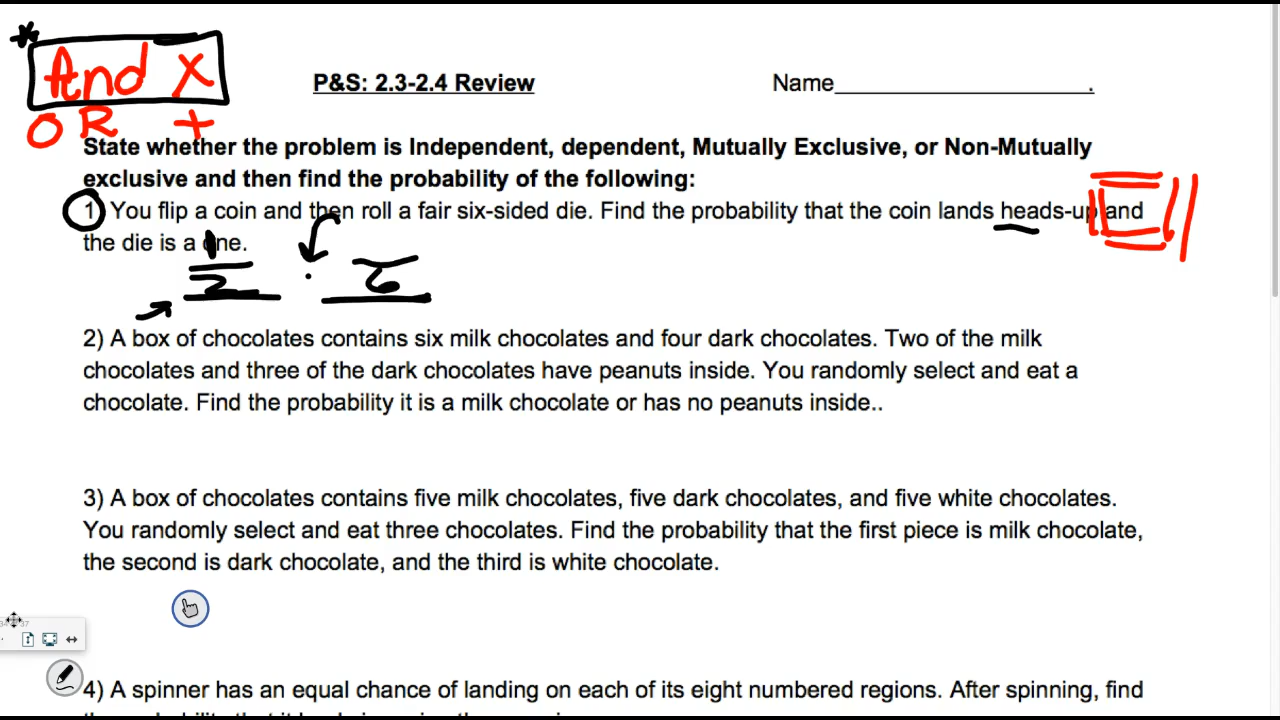 * And X
OR +
P&S: 2.3-2.4 Review Name
State whether the problem is Independent, dependent, Mutually Exclusive, or Non-Mutually
exclusive and then find the probability of the following:
1) You flip a coin and then roll a fair six-sided die. Find the probability that the coin lands heads-up and
the die is a one.
1/2 · /6
2) A box of chocolates contains six milk chocolates and four dark chocolates. Two of the milk
chocolates and three of the dark chocolates have peanuts inside. You randomly select and eat a
chocolate. Find the probability it is a milk chocolate or has no peanuts inside..
3) A box of chocolates contains five milk chocolates, five dark chocolates, and five white chocolates.
You randomly select and eat three chocolates. Find the probability that the first piece is milk chocolate,
the second is dark chocolate, and the third is white chocolate.
4) A spinner has an equal chance of landing on each of its eight numbered regions. After spinning, find